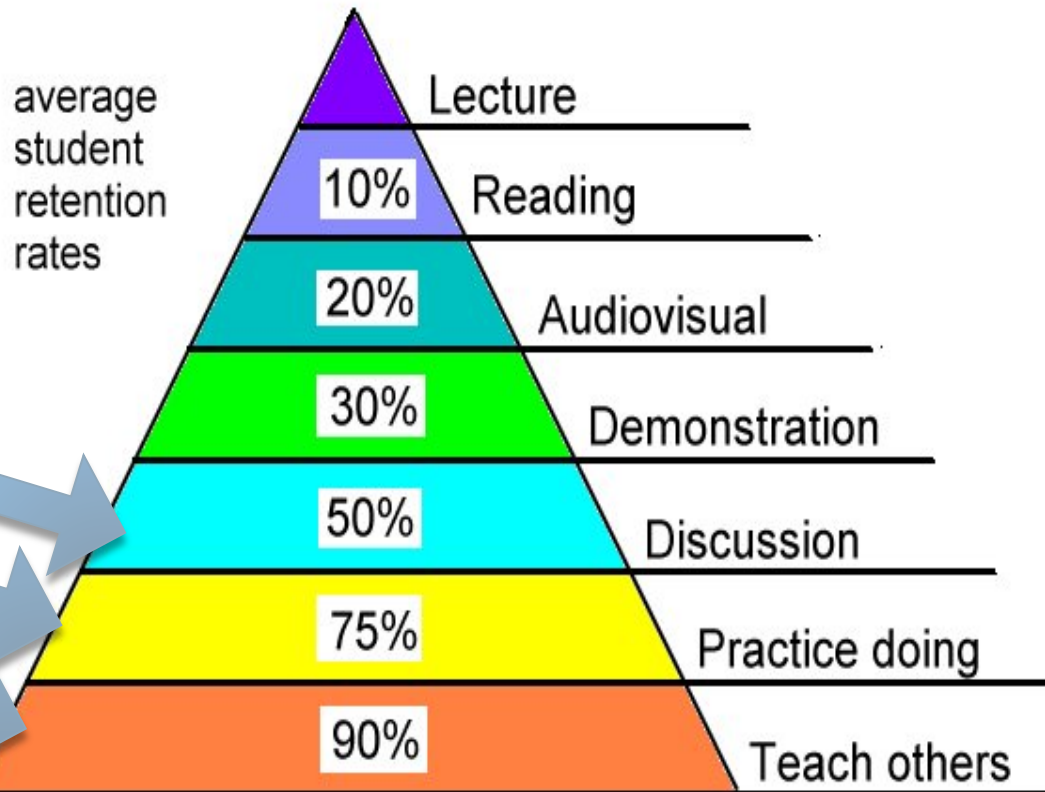 average
student
retention
rates
Lecture
10% Reading
20% Audiovisual
30% Demonstration
50% Discussion
75% Practice doing
90% Teach others